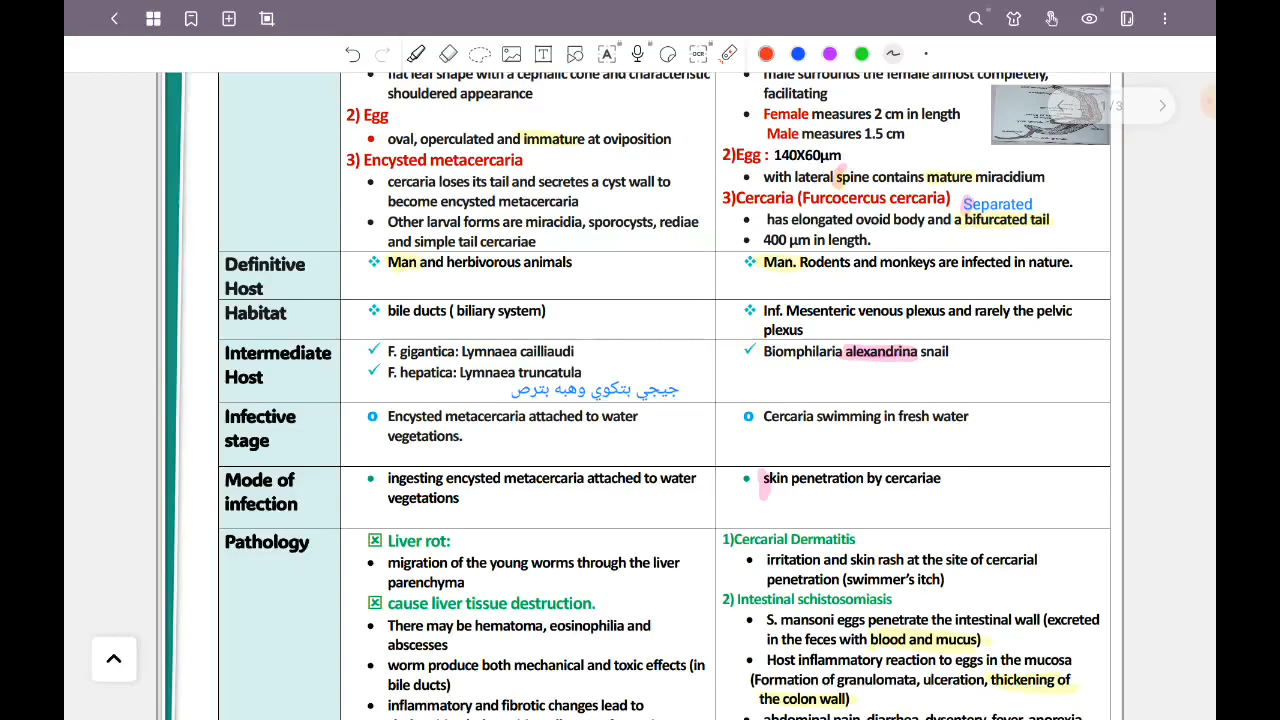 flat leaf shape with a cephalic cone and characteristic
shouldered appearance
2) Egg
oval, operculated and immature at oviposition
3) Encysted metacercaria
cercaria loses its tail and secretes a cyst wall to
become encysted metacercaria
Other larval forms are miracidia, sporocysts, rediae
and simple tail cercariae
male surrounds the female almost completely,
facilitating
Female measures 2 cm in length
Male measures 1.5 cm
2)Egg : 140X60µm
with lateral spine contains mature miracidium
3)Cercaria (Furcocercus cercaria)
Separated
has elongated ovoid body and a bifurcated tail
400 µm in length.
1/3
Definitive
Host
Man and herbivorous animals
Man. Rodents and monkeys are infected in nature.
Habitat
bile ducts ( biliary system)
Inf. Mesenteric venous plexus and rarely the pelvic
plexus
Intermediate
Host
F. gigantica: Lymnaea cailliaudi
F. hepatica: Lymnaea truncatula
جيجي بتكوي وهبه بترص
Biomphilaria alexandrina snail
Infective
stage
Encysted metacercaria attached to water
vegetations.
Cercaria swimming in fresh water
Mode of
infection
ingesting encysted metacercaria attached to water
vegetations
skin penetration by cercariae
Pathology
Liver rot:
migration of the young worms through the liver
parenchyma
cause liver tissue destruction.
There may be hematoma, eosinophilia and
abscesses
worm produce both mechanical and toxic effects (in
bile ducts)
inflammatory and fibrotic changes lead to
1)Cercarial Dermatitis
irritation and skin rash at the site of cercarial
penetration (swimmer's itch)
2) Intestinal schistosomiasis
S. mansoni eggs penetrate the intestinal wall (excreted
in the feces with blood and mucus)
Host inflammatory reaction to eggs in the mucosa
(Formation of granulomata, ulceration, thickening of
the colon wall)
abdominal pain, diarrhea, dysentery, fever, anorexia
A
T
OCR